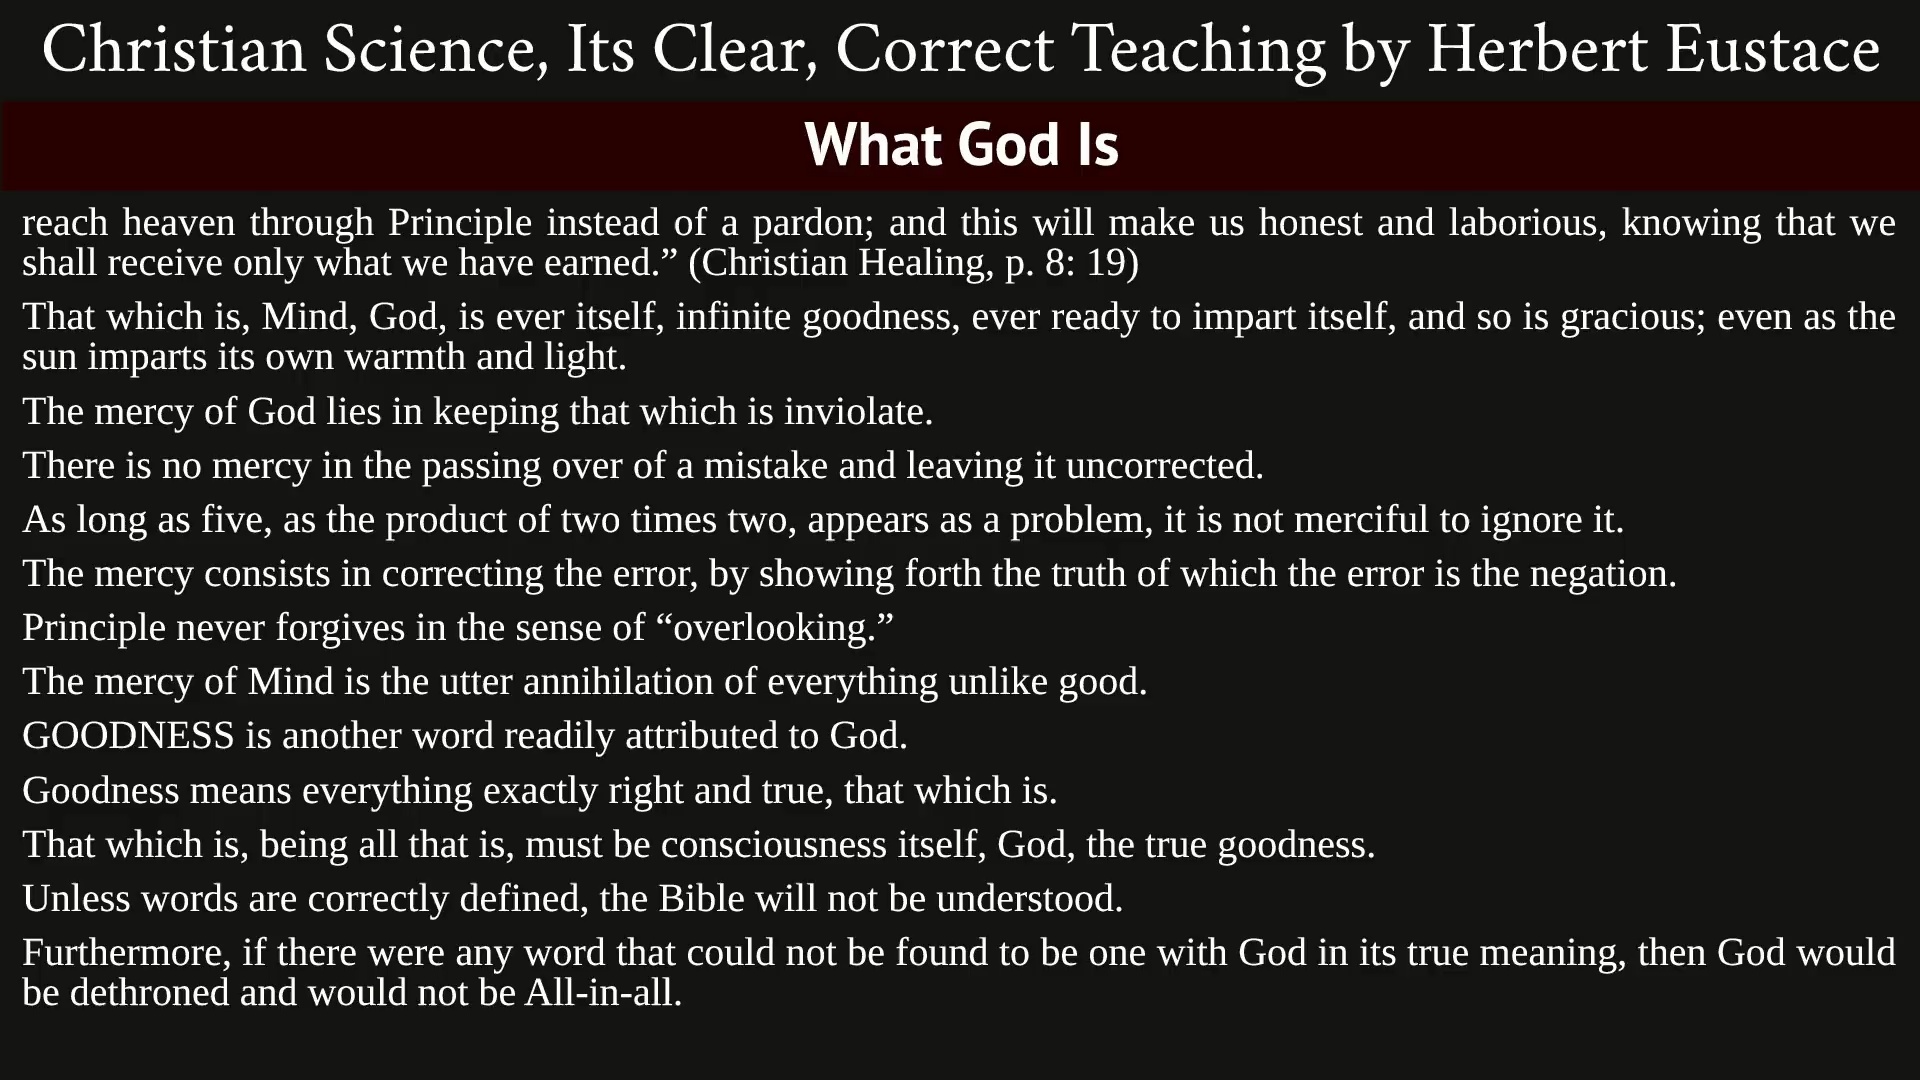 Christian Science, Its Clear, Correct Teaching by Herbert Eustace
What God Is
reach heaven through Principle instead of a pardon; and this will make us honest and laborious, knowing that we
shall receive only what we have earned.” (Christian Healing, p. 8: 19)
That which is, Mind, God, is ever itself, infinite goodness, ever ready to impart itself, and so is gracious; even as the
sun imparts its own warmth and light.
The mercy of God lies in keeping that which is inviolate.
There is no mercy in the passing over of a mistake and leaving it uncorrected.
As long as five, as the product of two times two, appears as a problem, it is not merciful to ignore it.
The mercy consists in correcting the error, by showing forth the truth of which the error is the negation.
Principle never forgives in the sense of “overlooking.”
The mercy of Mind is the utter annihilation of everything unlike good.
GOODNESS is another word readily attributed to God.
Goodness means everything exactly right and true, that which is.
That which is, being all that is, must be consciousness itself, God, the true goodness.
Unless words are correctly defined, the Bible will not be understood.
Furthermore, if there were any word that could not be found to be one with God in its true meaning, then God would
be dethroned and would not be All-in-all.